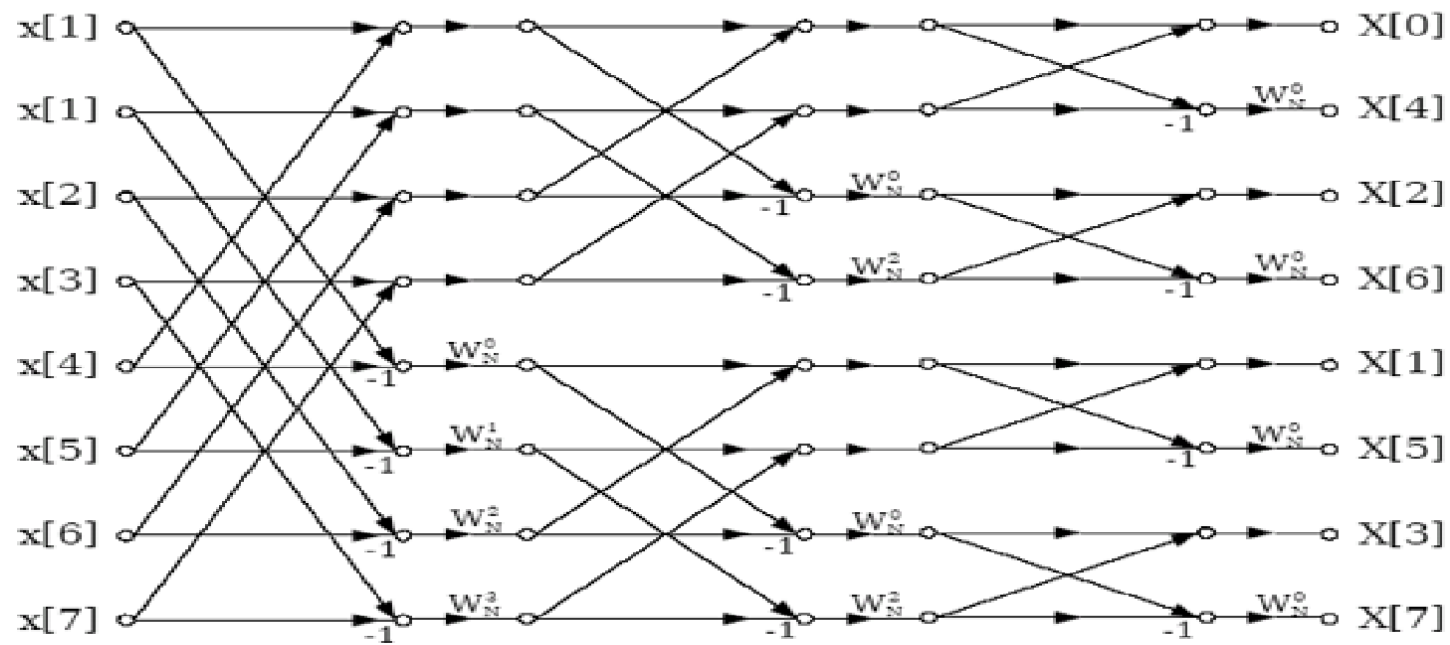 x[1] X[0]
x[1] -1 W_N^0 X[4]
x[2] -1 W_N^0 X[2]
x[3] -1 W_N^2 -1 W_N^0 X[6]
x[4] -1 W_N^0 X[1]
x[5] -1 W_N^1 -1 W_N^0 X[5]
x[6] -1 W_N^2 -1 W_N^0 X[3]
x[7] -1 W_N^3 -1 W_N^2 -1 W_N^0 X[7]